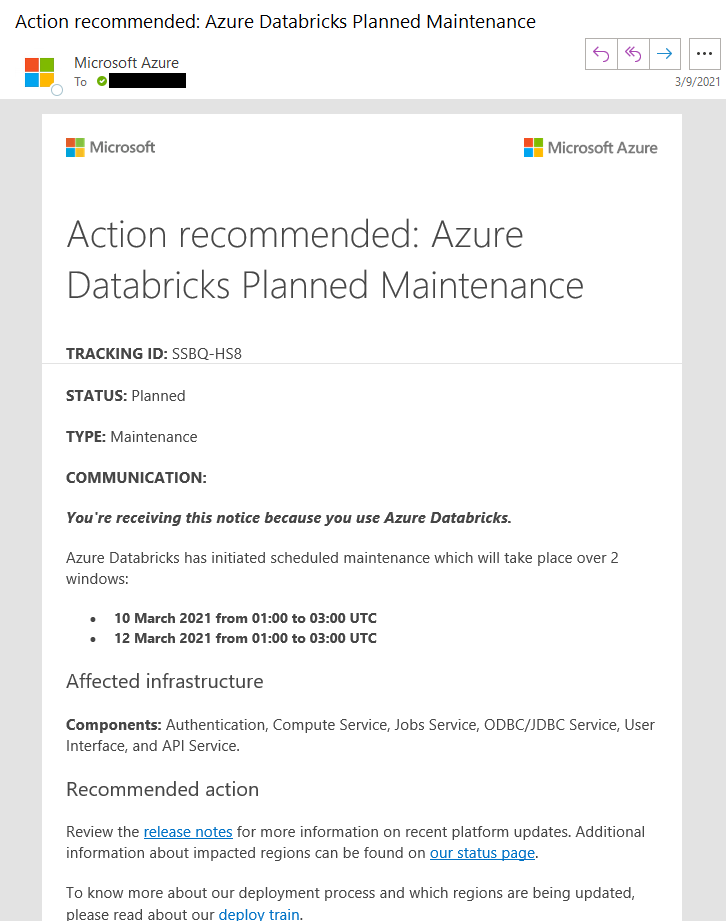 Action recommended: Azure Databricks Planned Maintenance
Microsoft Azure
To
3/9/2021
Microsoft
Microsoft Azure
Action recommended: Azure
Databricks Planned Maintenance
TRACKING ID: SSBQ-HS8
STATUS: Planned
TYPE: Maintenance
COMMUNICATION:
You're receiving this notice because you use Azure Databricks.
Azure Databricks has initiated scheduled maintenance which will take place over 2
windows:
• 10 March 2021 from 01:00 to 03:00 UTC
• 12 March 2021 from 01:00 to 03:00 UTC
Affected infrastructure
Components: Authentication, Compute Service, Jobs Service, ODBC/JDBC Service, User
Interface, and API Service.
Recommended action
Review the release notes for more information on recent platform updates. Additional
information about impacted regions can be found on our status page.
To know more about our deployment process and which regions are being updated,
please read about our deploy train.